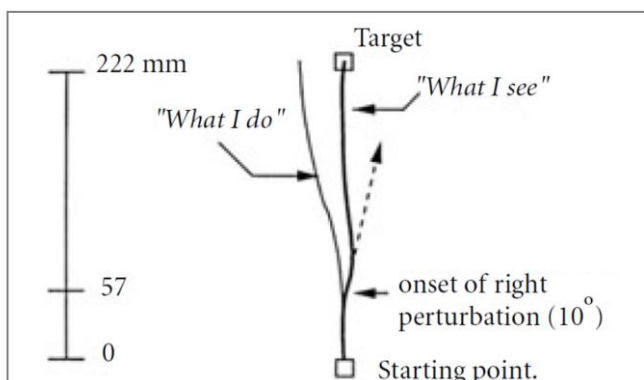 Target
222 mm
"What I see"
"What I do"
57
onset of right
perturbation (10°)
0
Starting point.